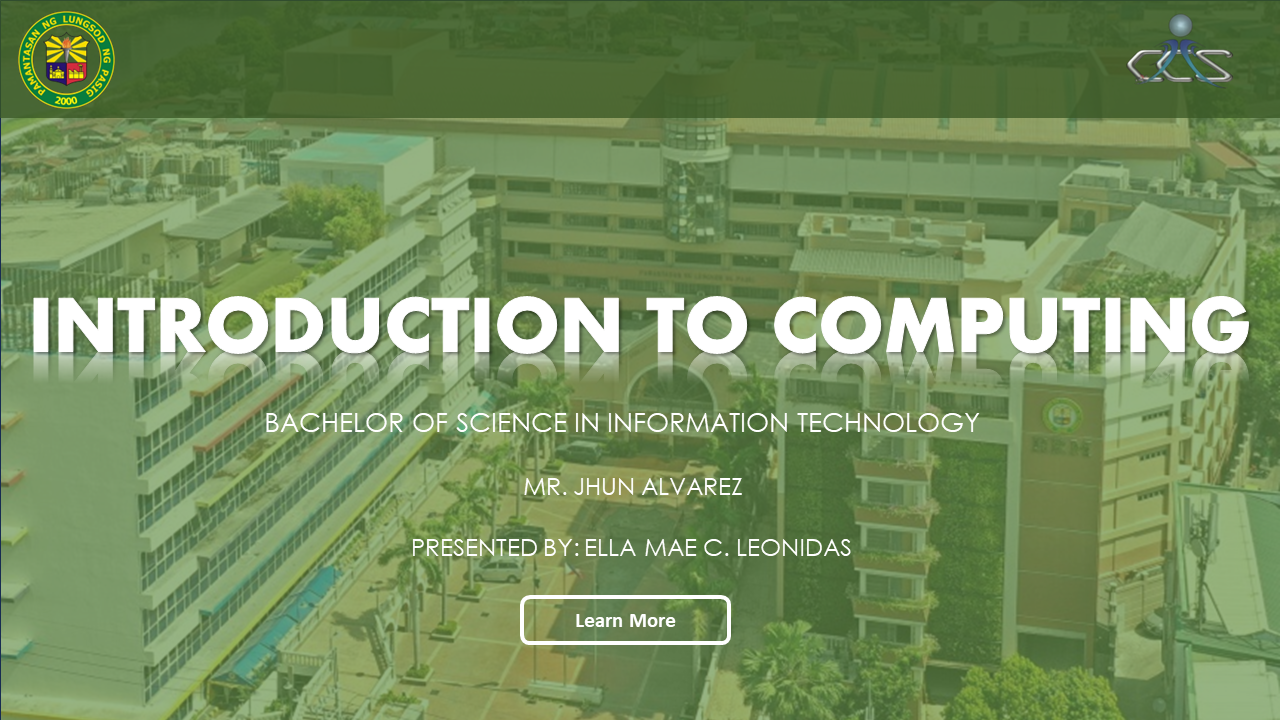 PAMANTASAN NG LUNGSOD NG PASIG
2000
CCS
INTRODUCTION TO COMPUTING
BACHELOR OF SCIENCE IN INFORMATION TECHNOLOGY
MR. JHUN ALVAREZ
PRESENTED BY: ELLA MAE C. LEONIDAS
Learn More